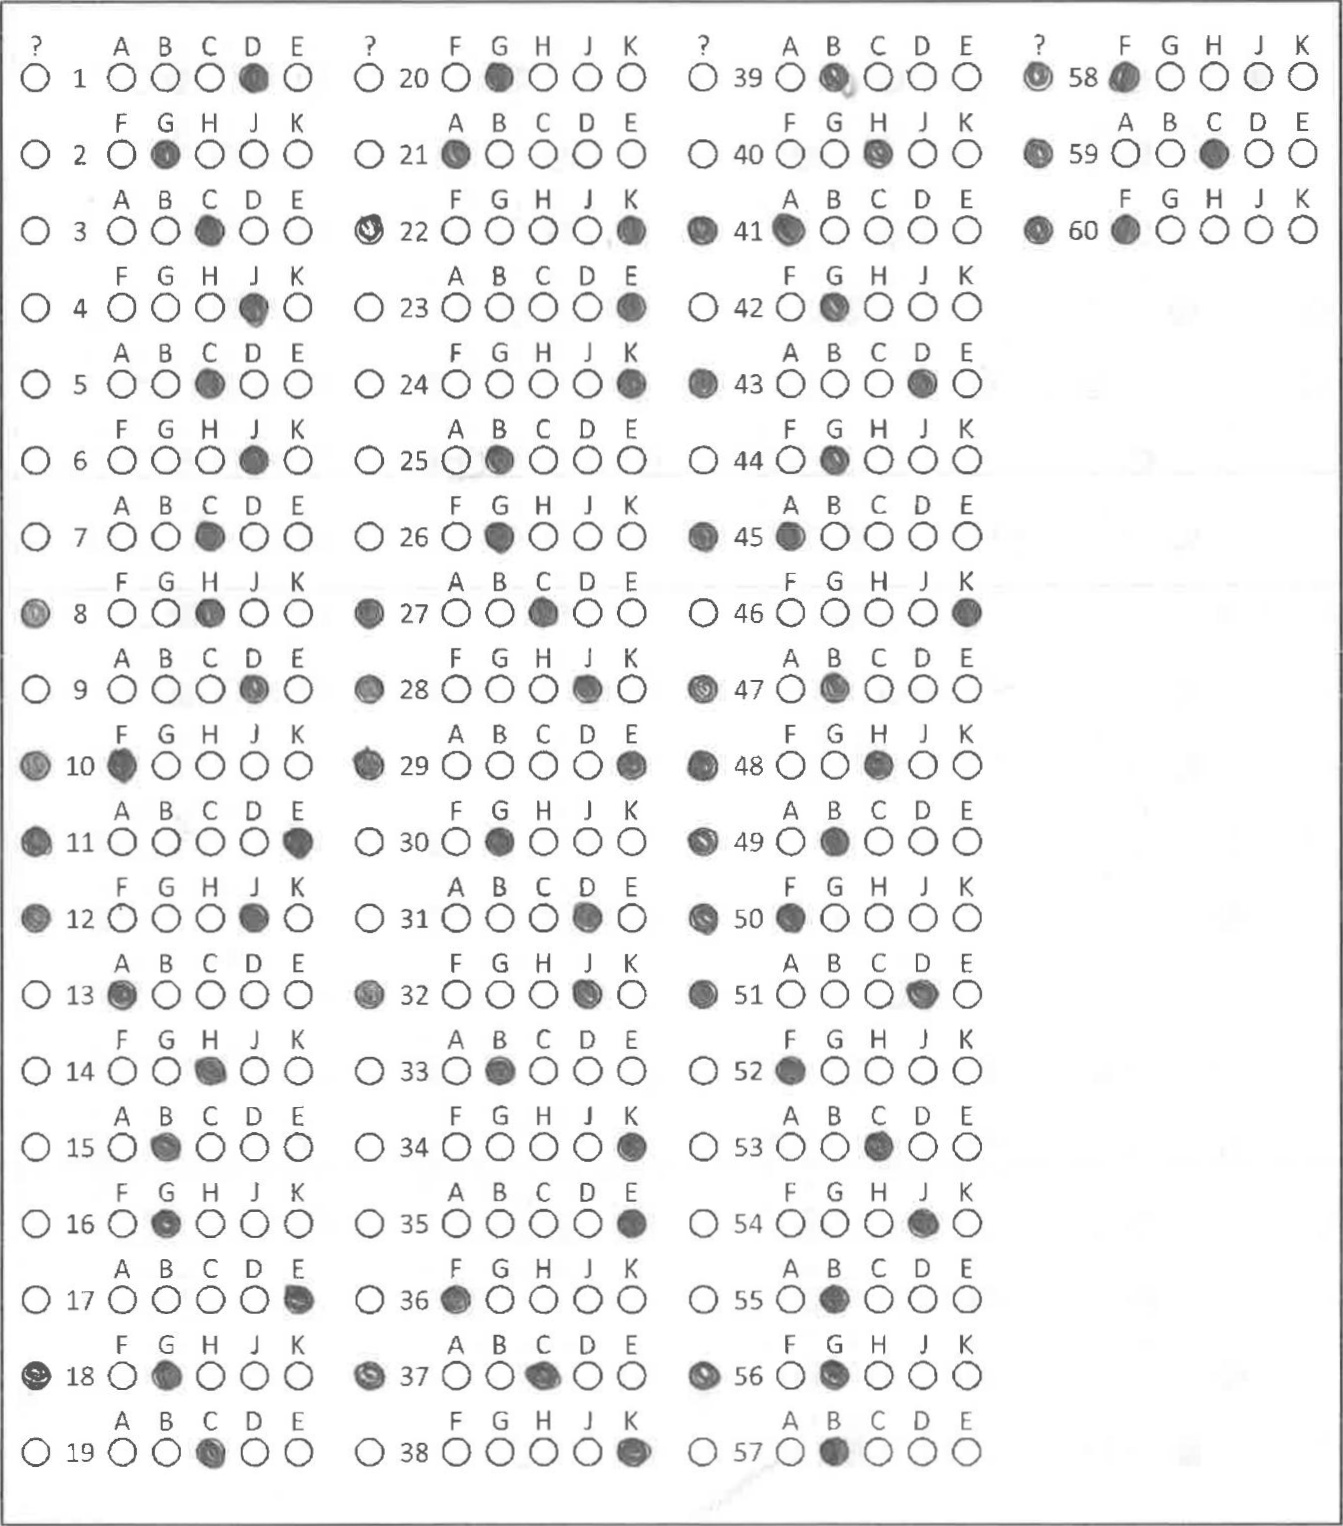 ? A B C D E
1
F G H J K
2
A B C D E
3
F G H J K
4
A B C D E
5
F G H J K
6
A B C D E
7
F G H J K
8
A B C D E
9
F G H J K
10
A B C D E
11
F G H J K
12
A B C D E
13
F G H J K
14
A B C D E
15
F G H J K
16
A B C D E
17
F G H J K
18
A B C D E
19
? F G H J K
20
A B C D E
21
F G H J K
22
A B C D E
23
F G H J K
24
A B C D E
25
F G H J K
26
A B C D E
27
F G H J K
28
A B C D E
29
F G H J K
30
A B C D E
31
F G H J K
32
A B C D E
33
F G H J K
34
A B C D E
35
F G H J K
36
A B C D E
37
F G H J K
38
? A B C D E
39
F G H J K
40
A B C D E
41
F G H J K
42
A B C D E
43
F G H J K
44
A B C D E
45
F G H J K
46
A B C D E
47
F G H J K
48
A B C D E
49
F G H J K
50
A B C D E
51
F G H J K
52
A B C D E
53
F G H J K
54
A B C D E
55
F G H J K
56
A B C D E
57
? F G H J K
58
A B C D E
59
F G H J K
60